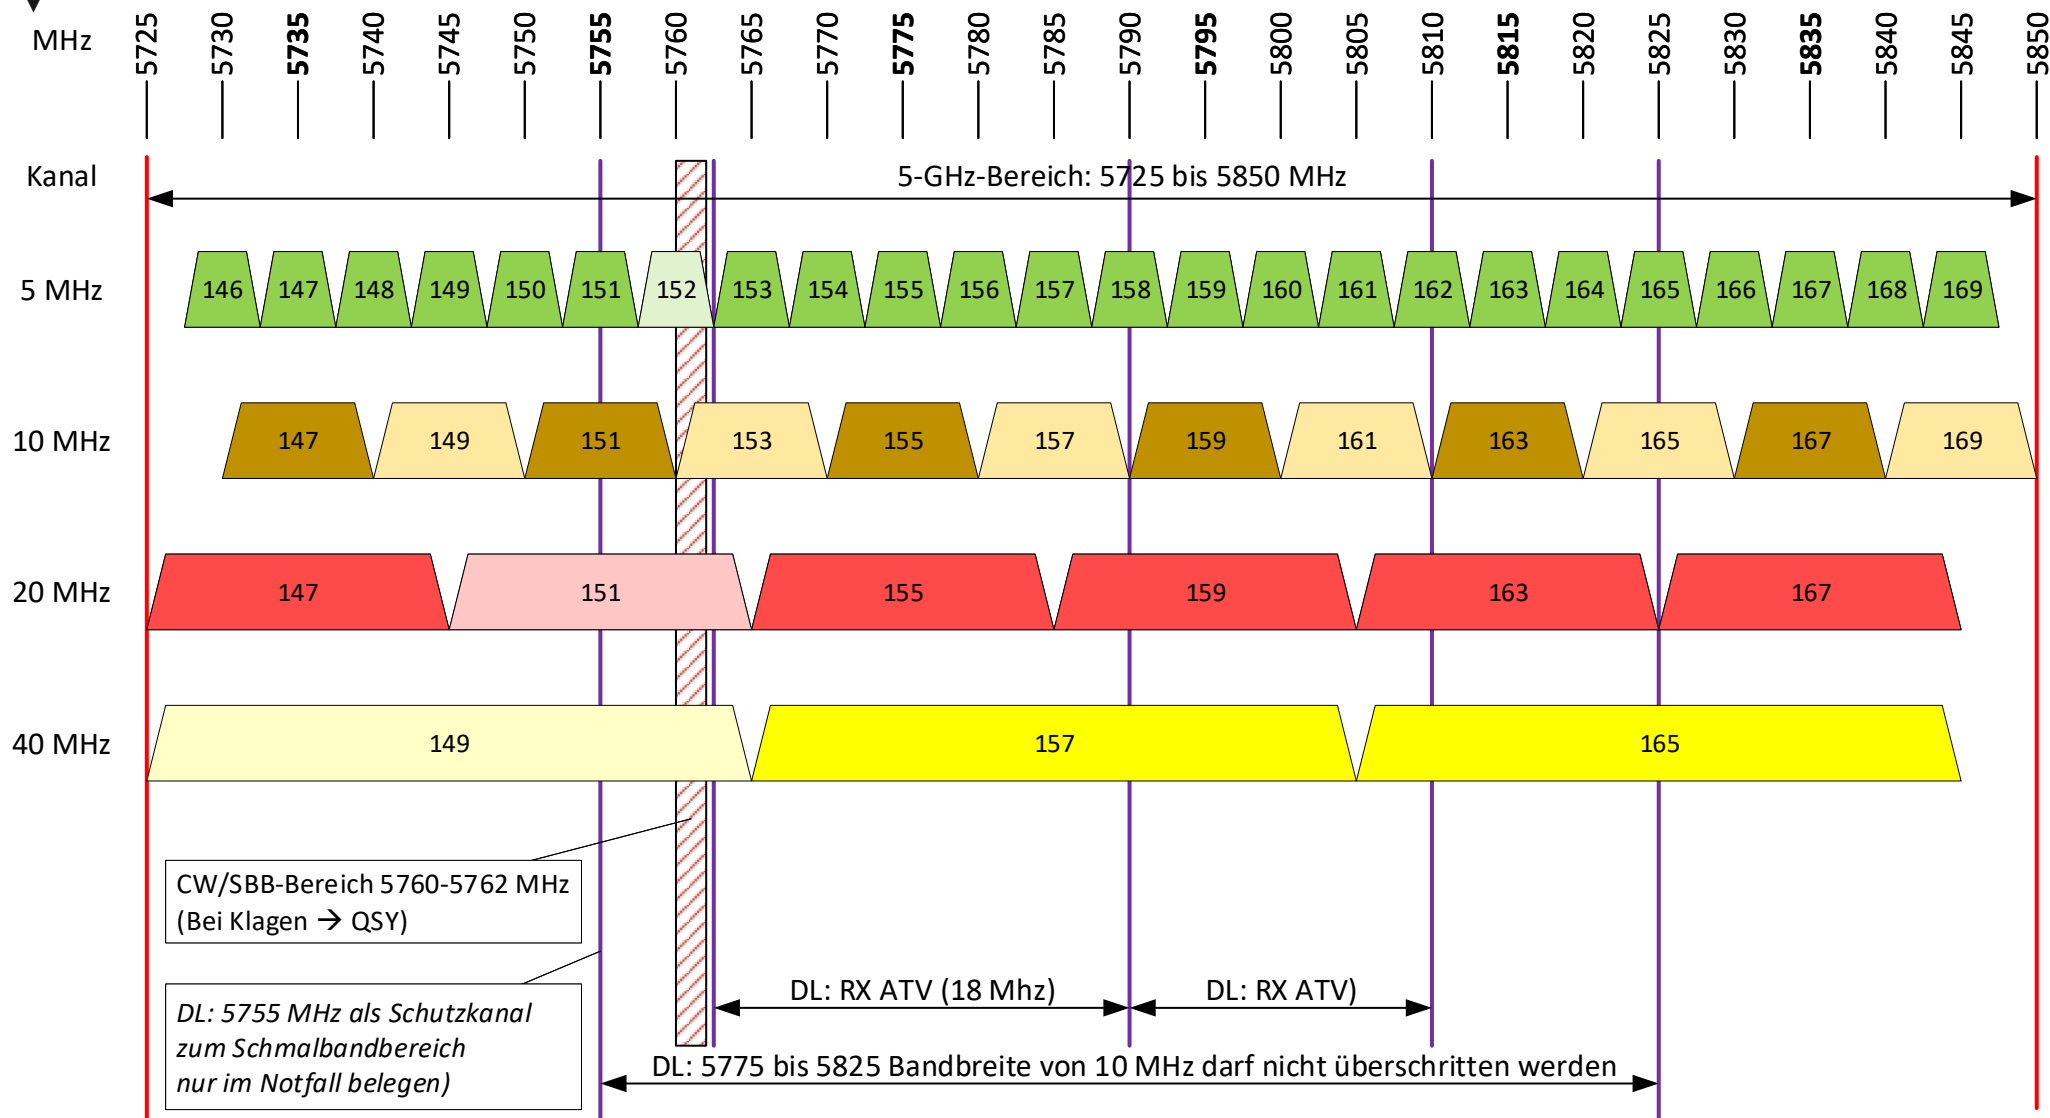 MHz 5725 5730 5735 5740 5745 5750 5755 5760 5765 5770 5775 5780 5785 5790 5795 5800 5805 5810 5815 5820 5825 5830 5835 5840 5845 5850
Kanal 5-GHz-Bereich: 5725 bis 5850 MHz
5 MHz 146 147 148 149 150 151 152 153 154 155 156 157 158 159 160 161 162 163 164 165 166 167 168 169
10 MHz 147 149 151 153 155 157 159 161 163 165 167 169
20 MHz 147 151 155 159 163 167
40 MHz 149 157 165
CW/SBB-Bereich 5760-5762 MHz
(Bei Klagen → QSY)
DL: 5755 MHz als Schutzkanal
zum Schmalbandbereich
nur im Notfall belegen)
DL: RX ATV (18 Mhz) DL: RX ATV)
DL: 5775 bis 5825 Bandbreite von 10 MHz darf nicht überschritten werden